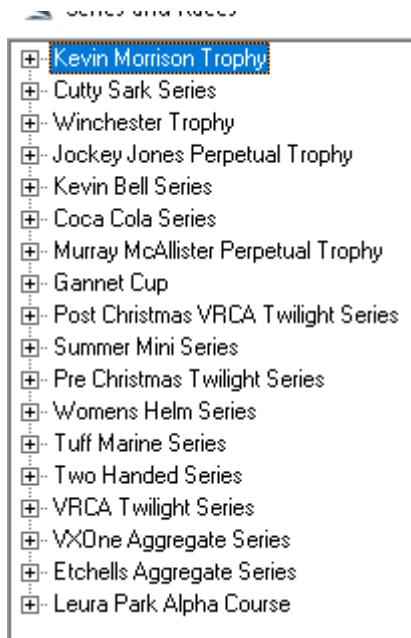 Series and Races
Kevin Morrison Trophy
Cutty Sark Series
Winchester Trophy
Jockey Jones Perpetual Trophy
Kevin Bell Series
Coca Cola Series
Murray McAllister Perpetual Trophy
Gannet Cup
Post Christmas VRCA Twilight Series
Summer Mini Series
Pre Christmas Twilight Series
Womens Helm Series
Tuff Marine Series
Two Handed Series
VRCA Twilight Series
VXOne Aggregate Series
Etchells Aggregate Series
Leura Park Alpha Course